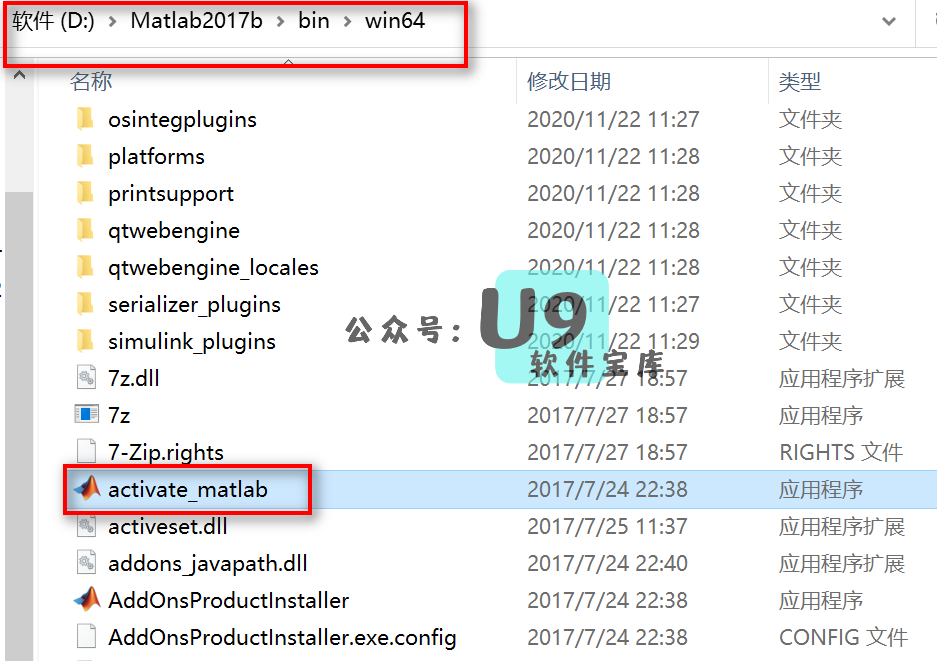 软件 (D:) › Matlab2017b › bin › win64
名称 修改日期 类型
osintegplugins 2020/11/22 11:27 文件夹
platforms 2020/11/22 11:28 文件夹
printsupport 2020/11/22 11:28 文件夹
qtwebengine 2020/11/22 11:28 文件夹
qtwebengine_locales 2020/11/22 11:28 文件夹
serializer_plugins 2020/11/22 11:27 文件夹
simulink_plugins 2020/11/22 11:29 文件夹
公众号: U9
软件宝库
7z.dll 2017/7/27 18:57 应用程序扩展
7z 2017/7/27 18:57 应用程序
7-Zip.rights 2017/7/27 18:57 RIGHTS 文件
activate_matlab 2017/7/24 22:38 应用程序
activeset.dll 2017/7/25 11:37 应用程序扩展
addons_javapath.dll 2017/7/24 22:40 应用程序扩展
AddOnsProductInstaller 2017/7/24 22:38 应用程序
AddOnsProductInstaller.exe.config 2017/7/24 22:38 CONFIG 文件